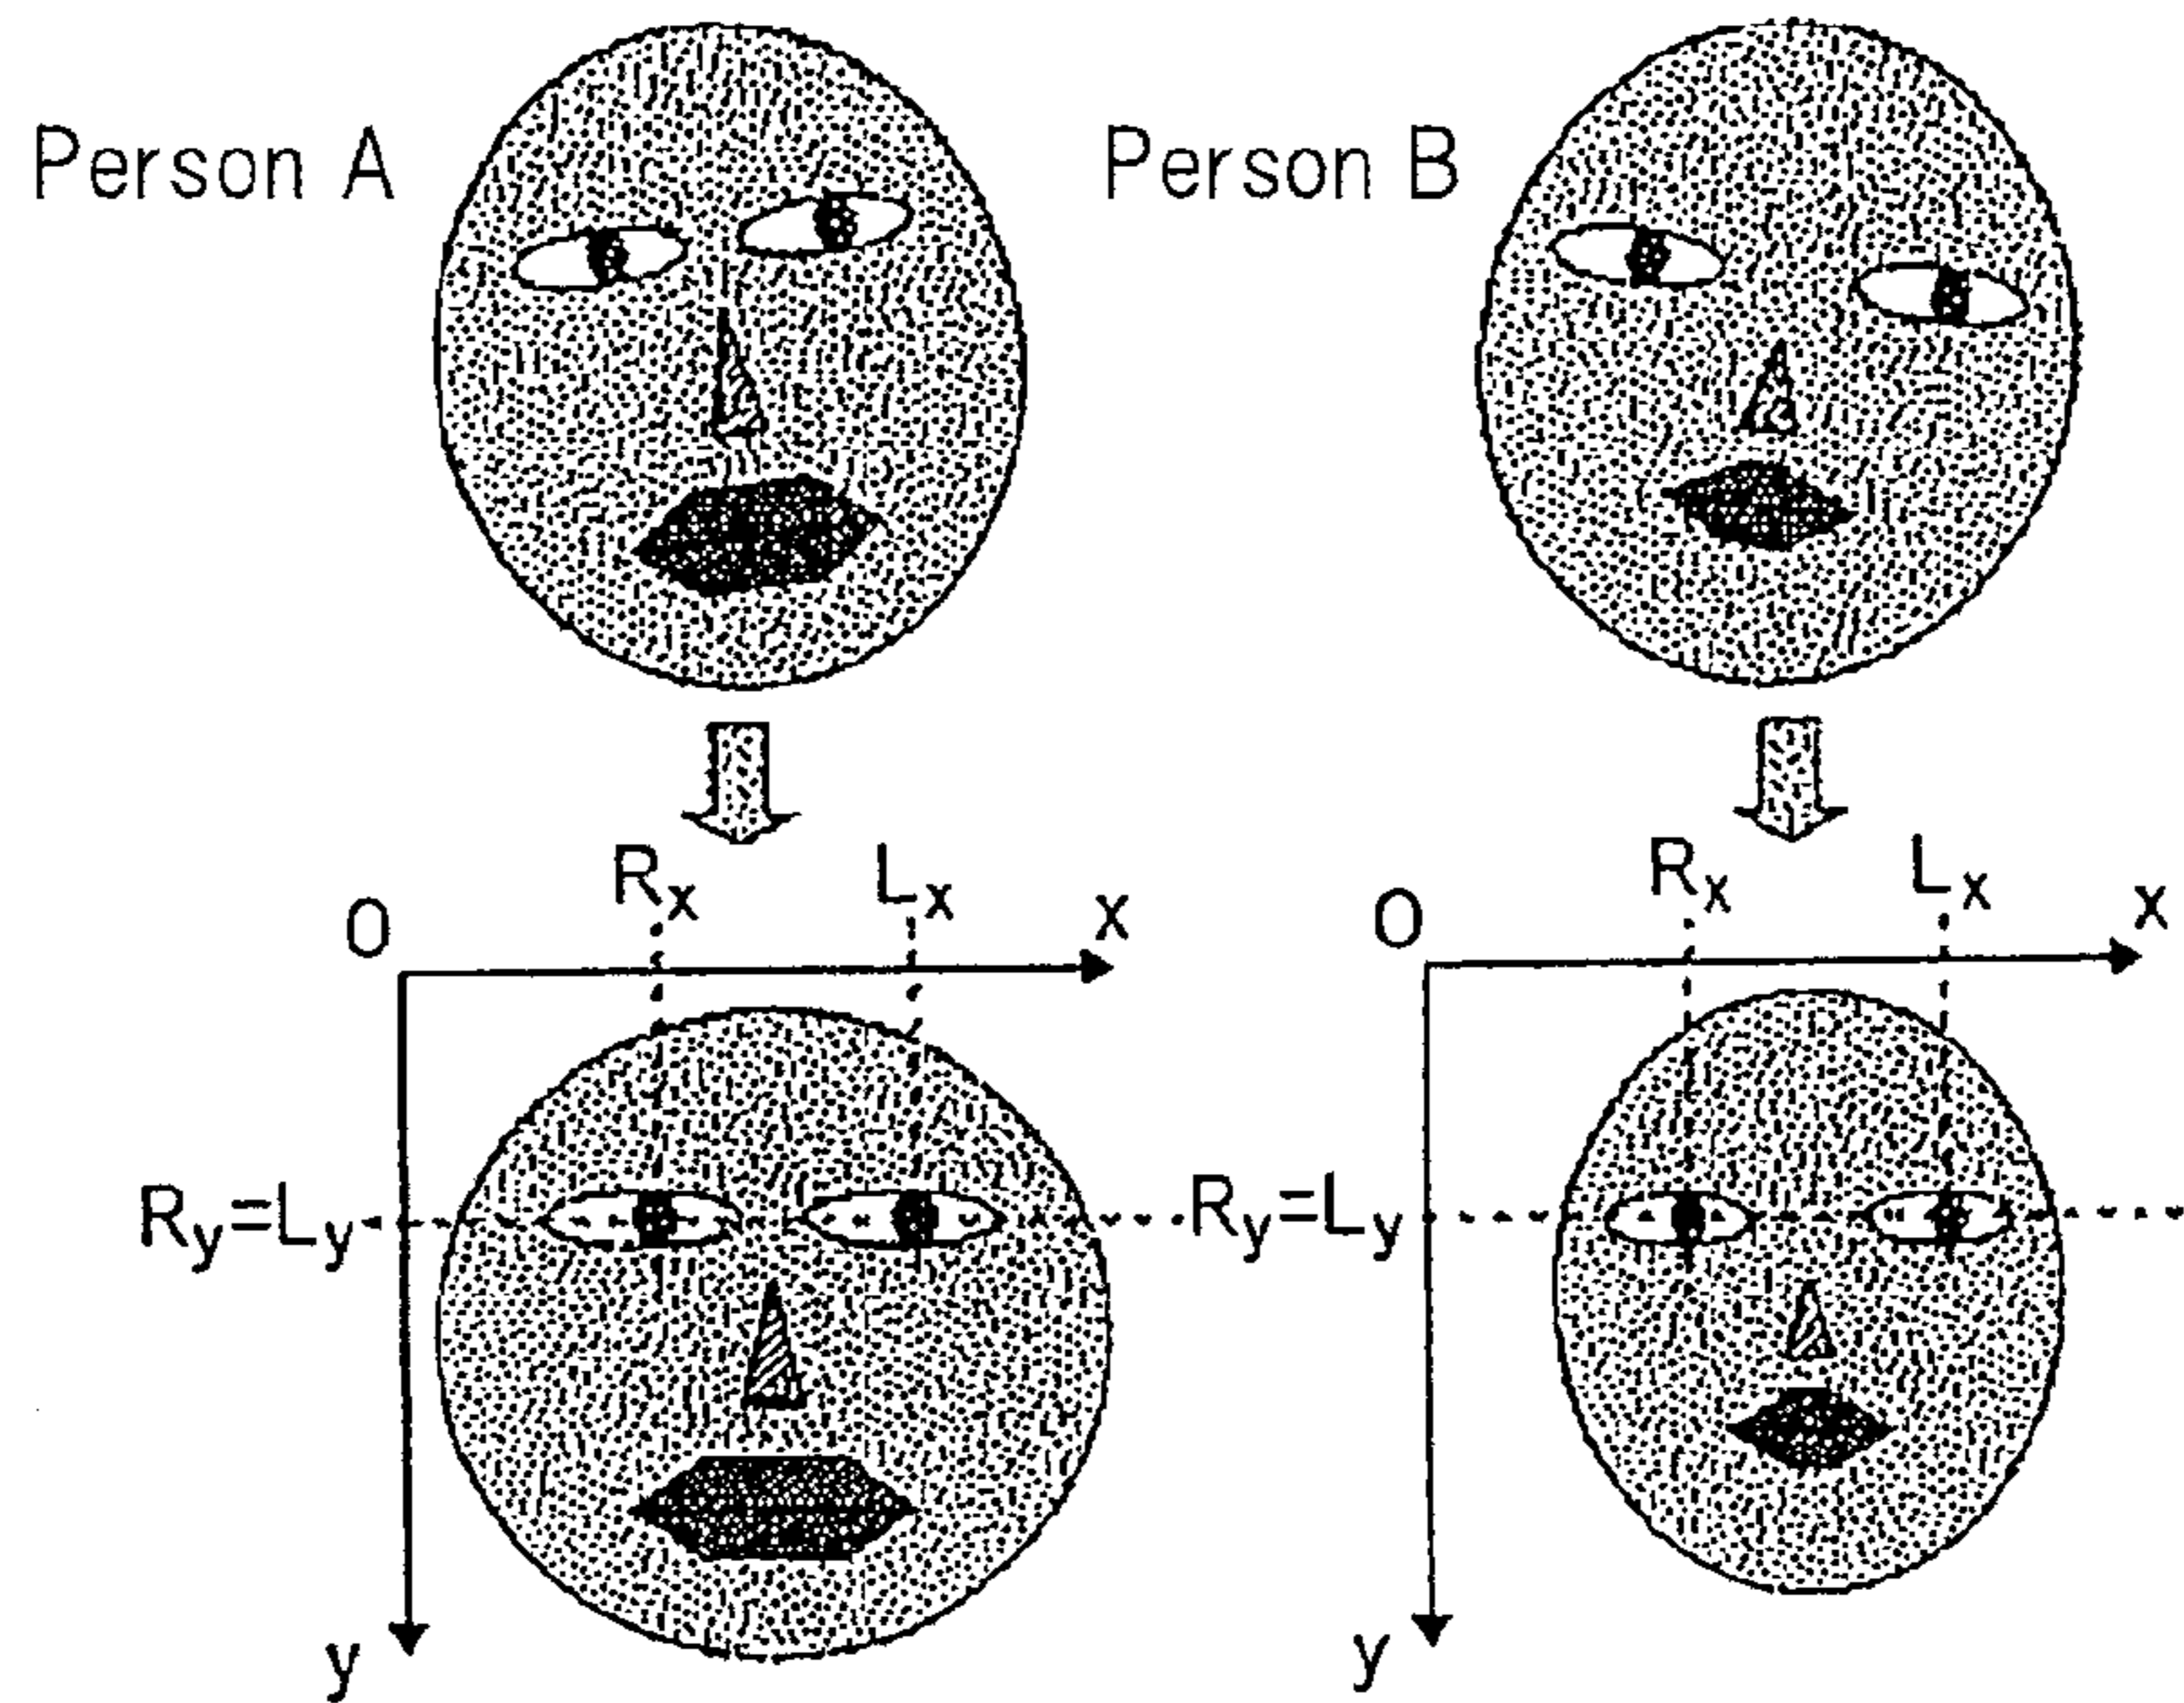 Person A
Person B
O
Rx
Lx
x
Ry=Ly
y
O
Rx
Lx
x
Ry=Ly
y